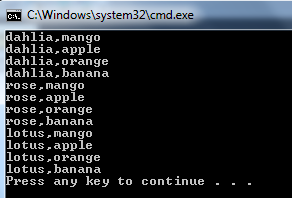 C:\Windows\system32\cmd.exe
dahlia,mango
dahlia,apple
dahlia,orange
dahlia,banana
rose,mango
rose,apple
rose,orange
rose,banana
lotus,mango
lotus,apple
lotus,orange
lotus,banana
Press any key to continue . . .